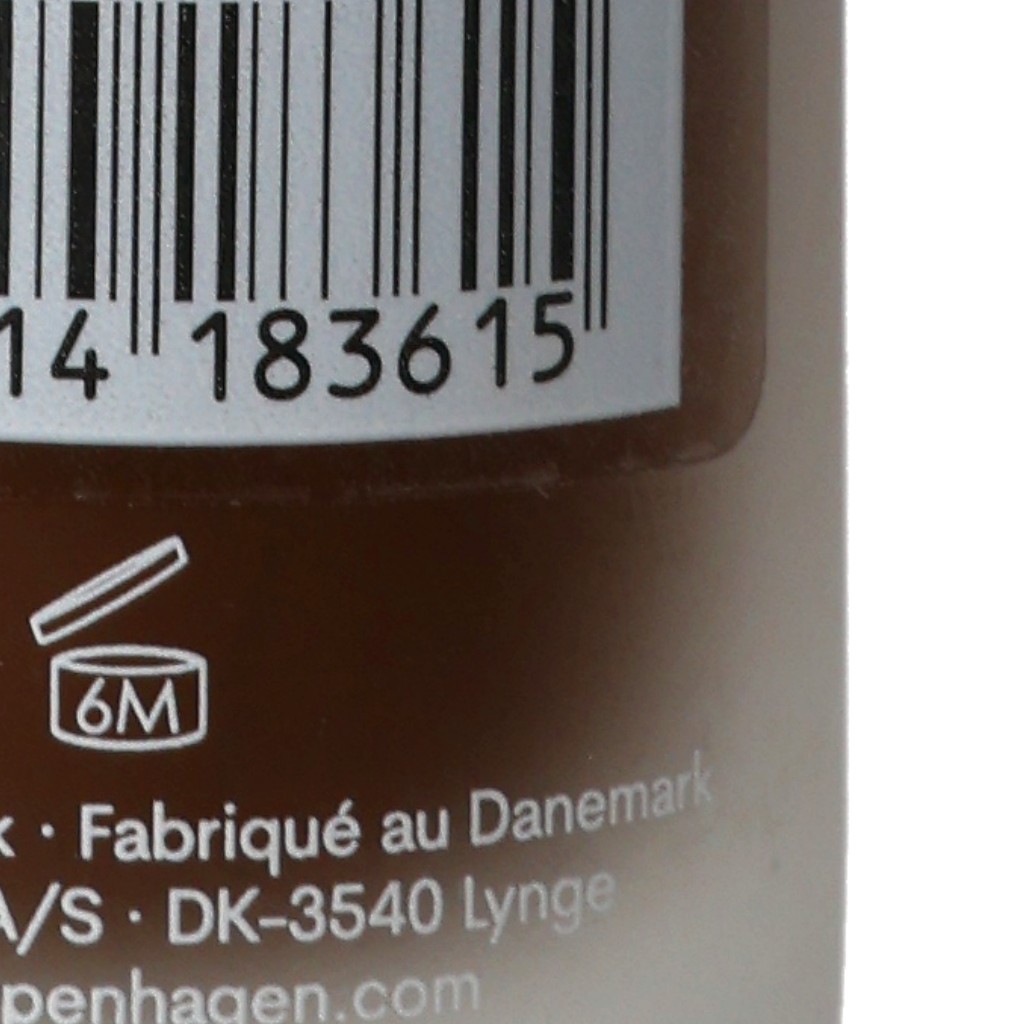 14 183615
6M
k · Fabriqué au Danemark
A/S · DK-3540 Lynge
penhagen.com